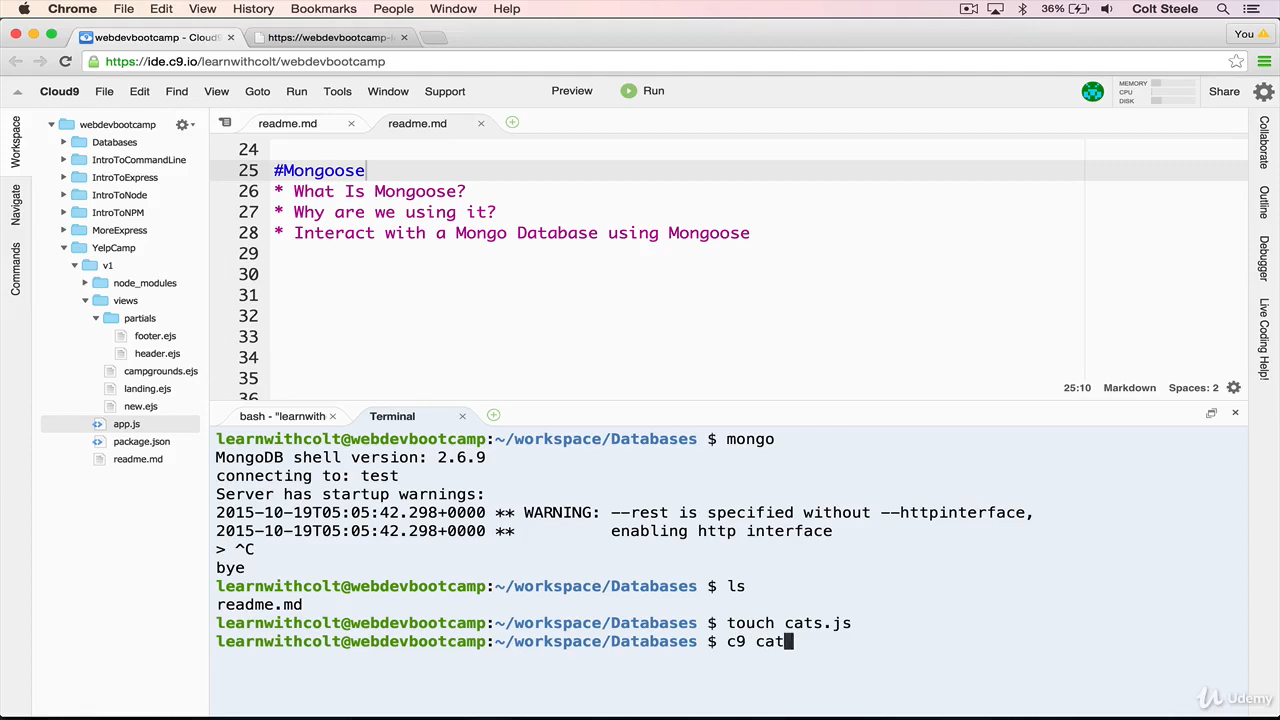 Chrome File Edit View History Bookmarks People Window Help 36% Colt Steele
webdevbootcamp - Cloud9 https://webdevbootcamp-l You
https://ide.c9.io/learnwithcolt/webdevbootcamp
Cloud9 File Edit Find View Goto Run Tools Window Support Preview Run MEMORY CPU DISK Share
Workspace
Navigate
Commands
webdevbootcamp
Databases
IntroToCommandLine
IntroToExpress
IntroToNode
IntroToNPM
MoreExpress
YelpCamp
v1
node_modules
views
partials
footer.ejs
header.ejs
campgrounds.ejs
landing.ejs
new.ejs
app.js
package.json
readme.md
readme.md readme.md
24
25 #Mongoose
26 * What Is Mongoose?
27 * Why are we using it?
28 * Interact with a Mongo Database using Mongoose
29
30
31
32
33
34
35
36
25:10 Markdown Spaces: 2
bash - "learnwith Terminal
learnwithcolt@webdevbootcamp:~/workspace/Databases $ mongo
MongoDB shell version: 2.6.9
connecting to: test
Server has startup warnings:
2015-10-19T05:05:42.298+0000 ** WARNING: --rest is specified without --httpinterface,
2015-10-19T05:05:42.298+0000 ** enabling http interface
> ^C
bye
learnwithcolt@webdevbootcamp:~/workspace/Databases $ ls
readme.md
learnwithcolt@webdevbootcamp:~/workspace/Databases $ touch cats.js
learnwithcolt@webdevbootcamp:~/workspace/Databases $ c9 cat
Collaborate
Outline
Debugger
Live Coding Help!
Udemy